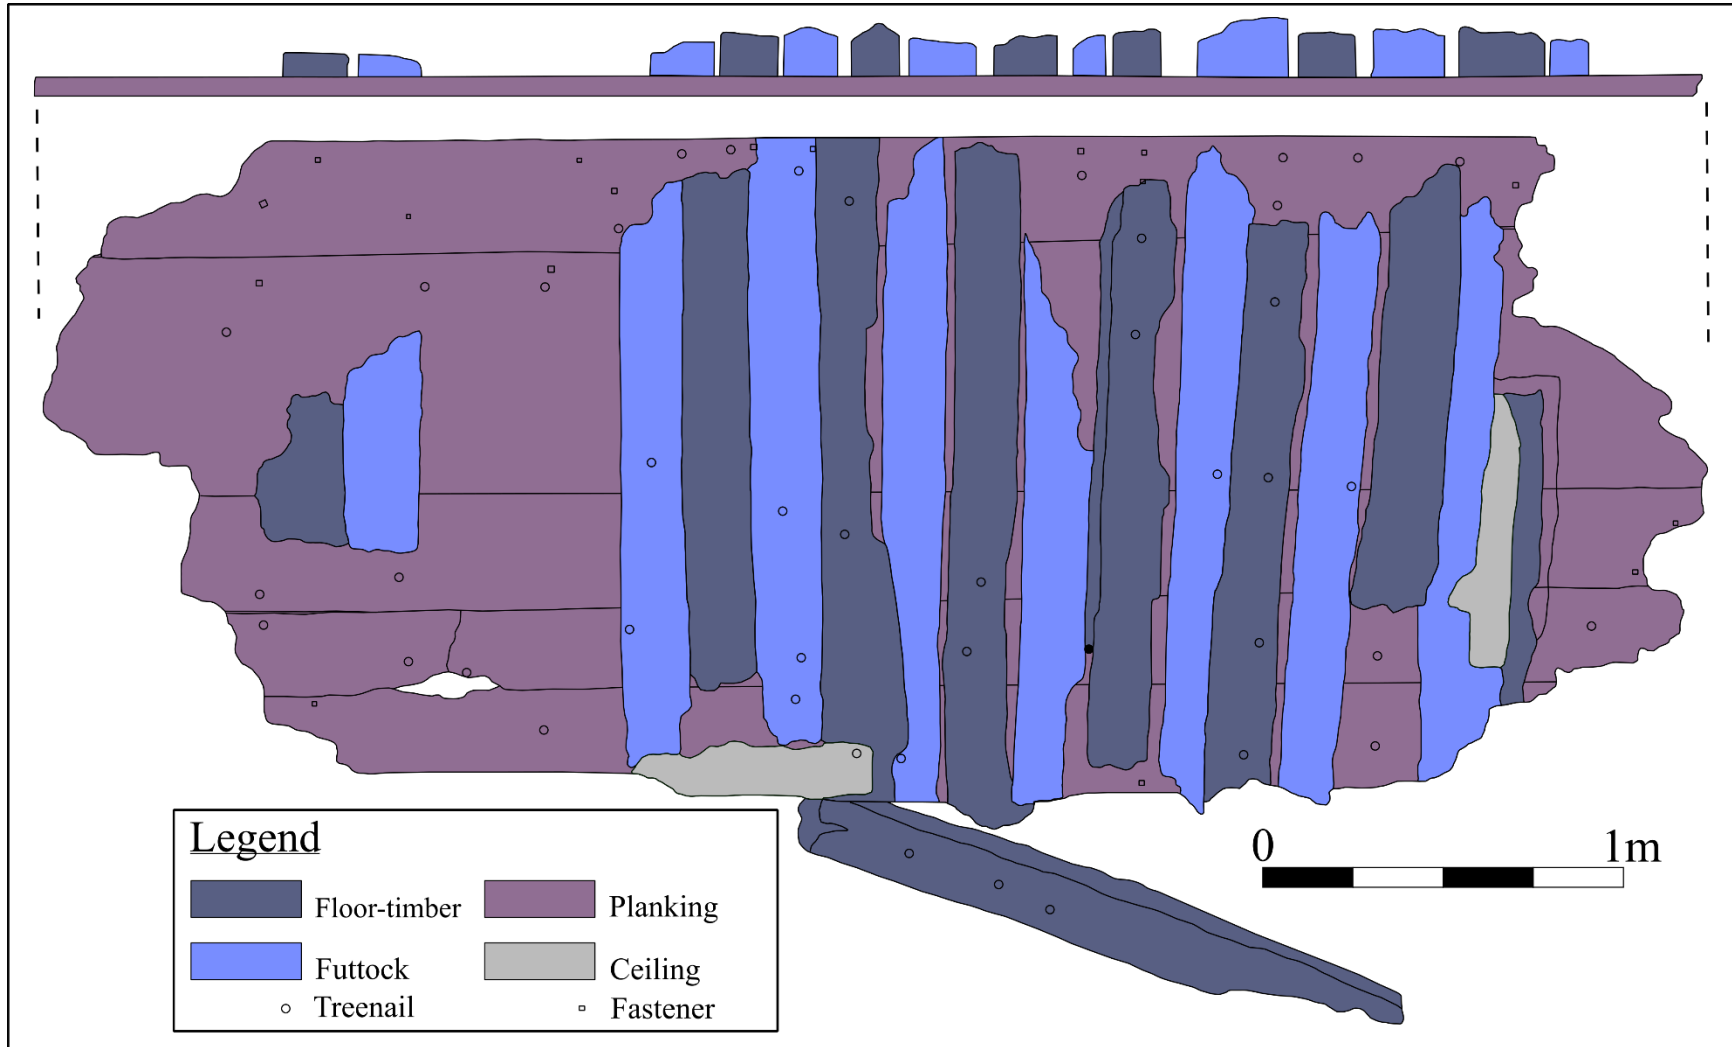 Legend
Floor-timber Planking
Futtock Ceiling
Treenail Fastener
0 1m